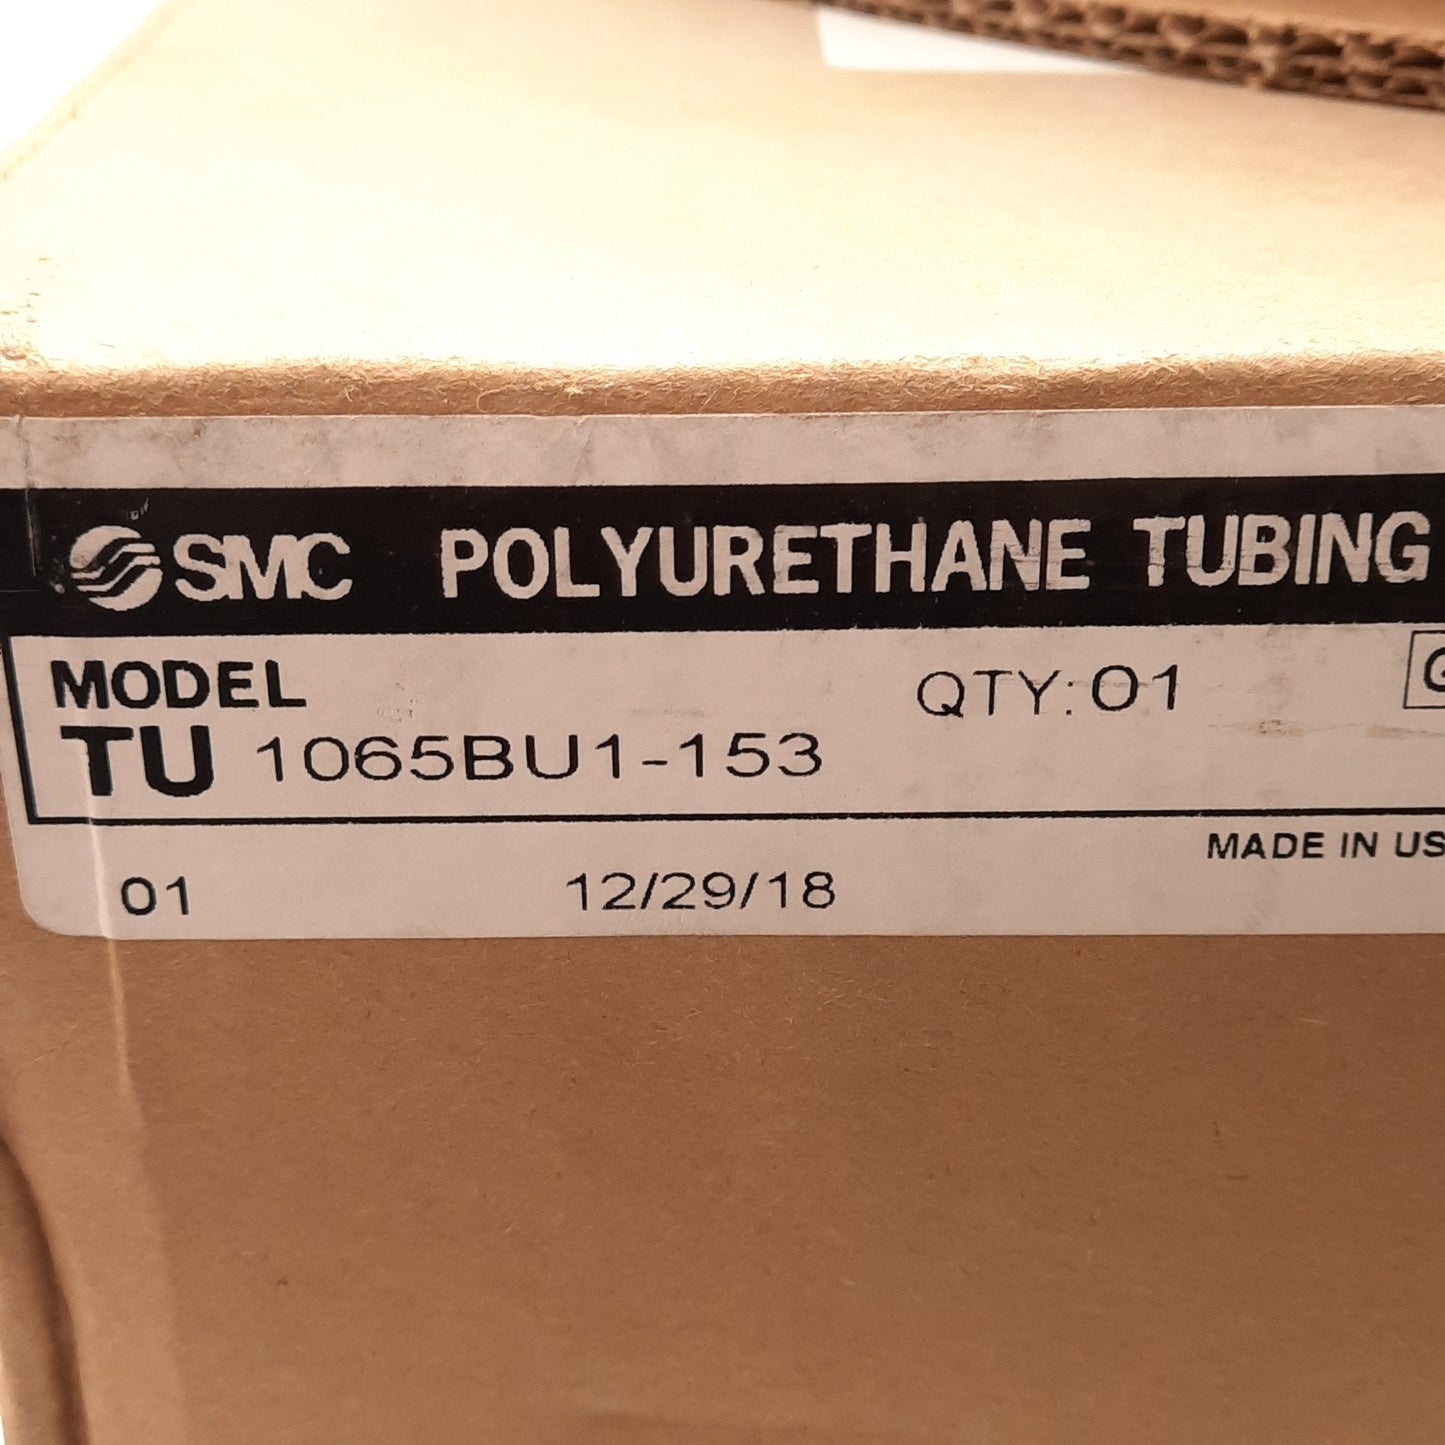 SMC POLYURETHANE TUBING
MODEL QTY: 01
TU 1065BU1-153
MADE IN US
01 12/29/18